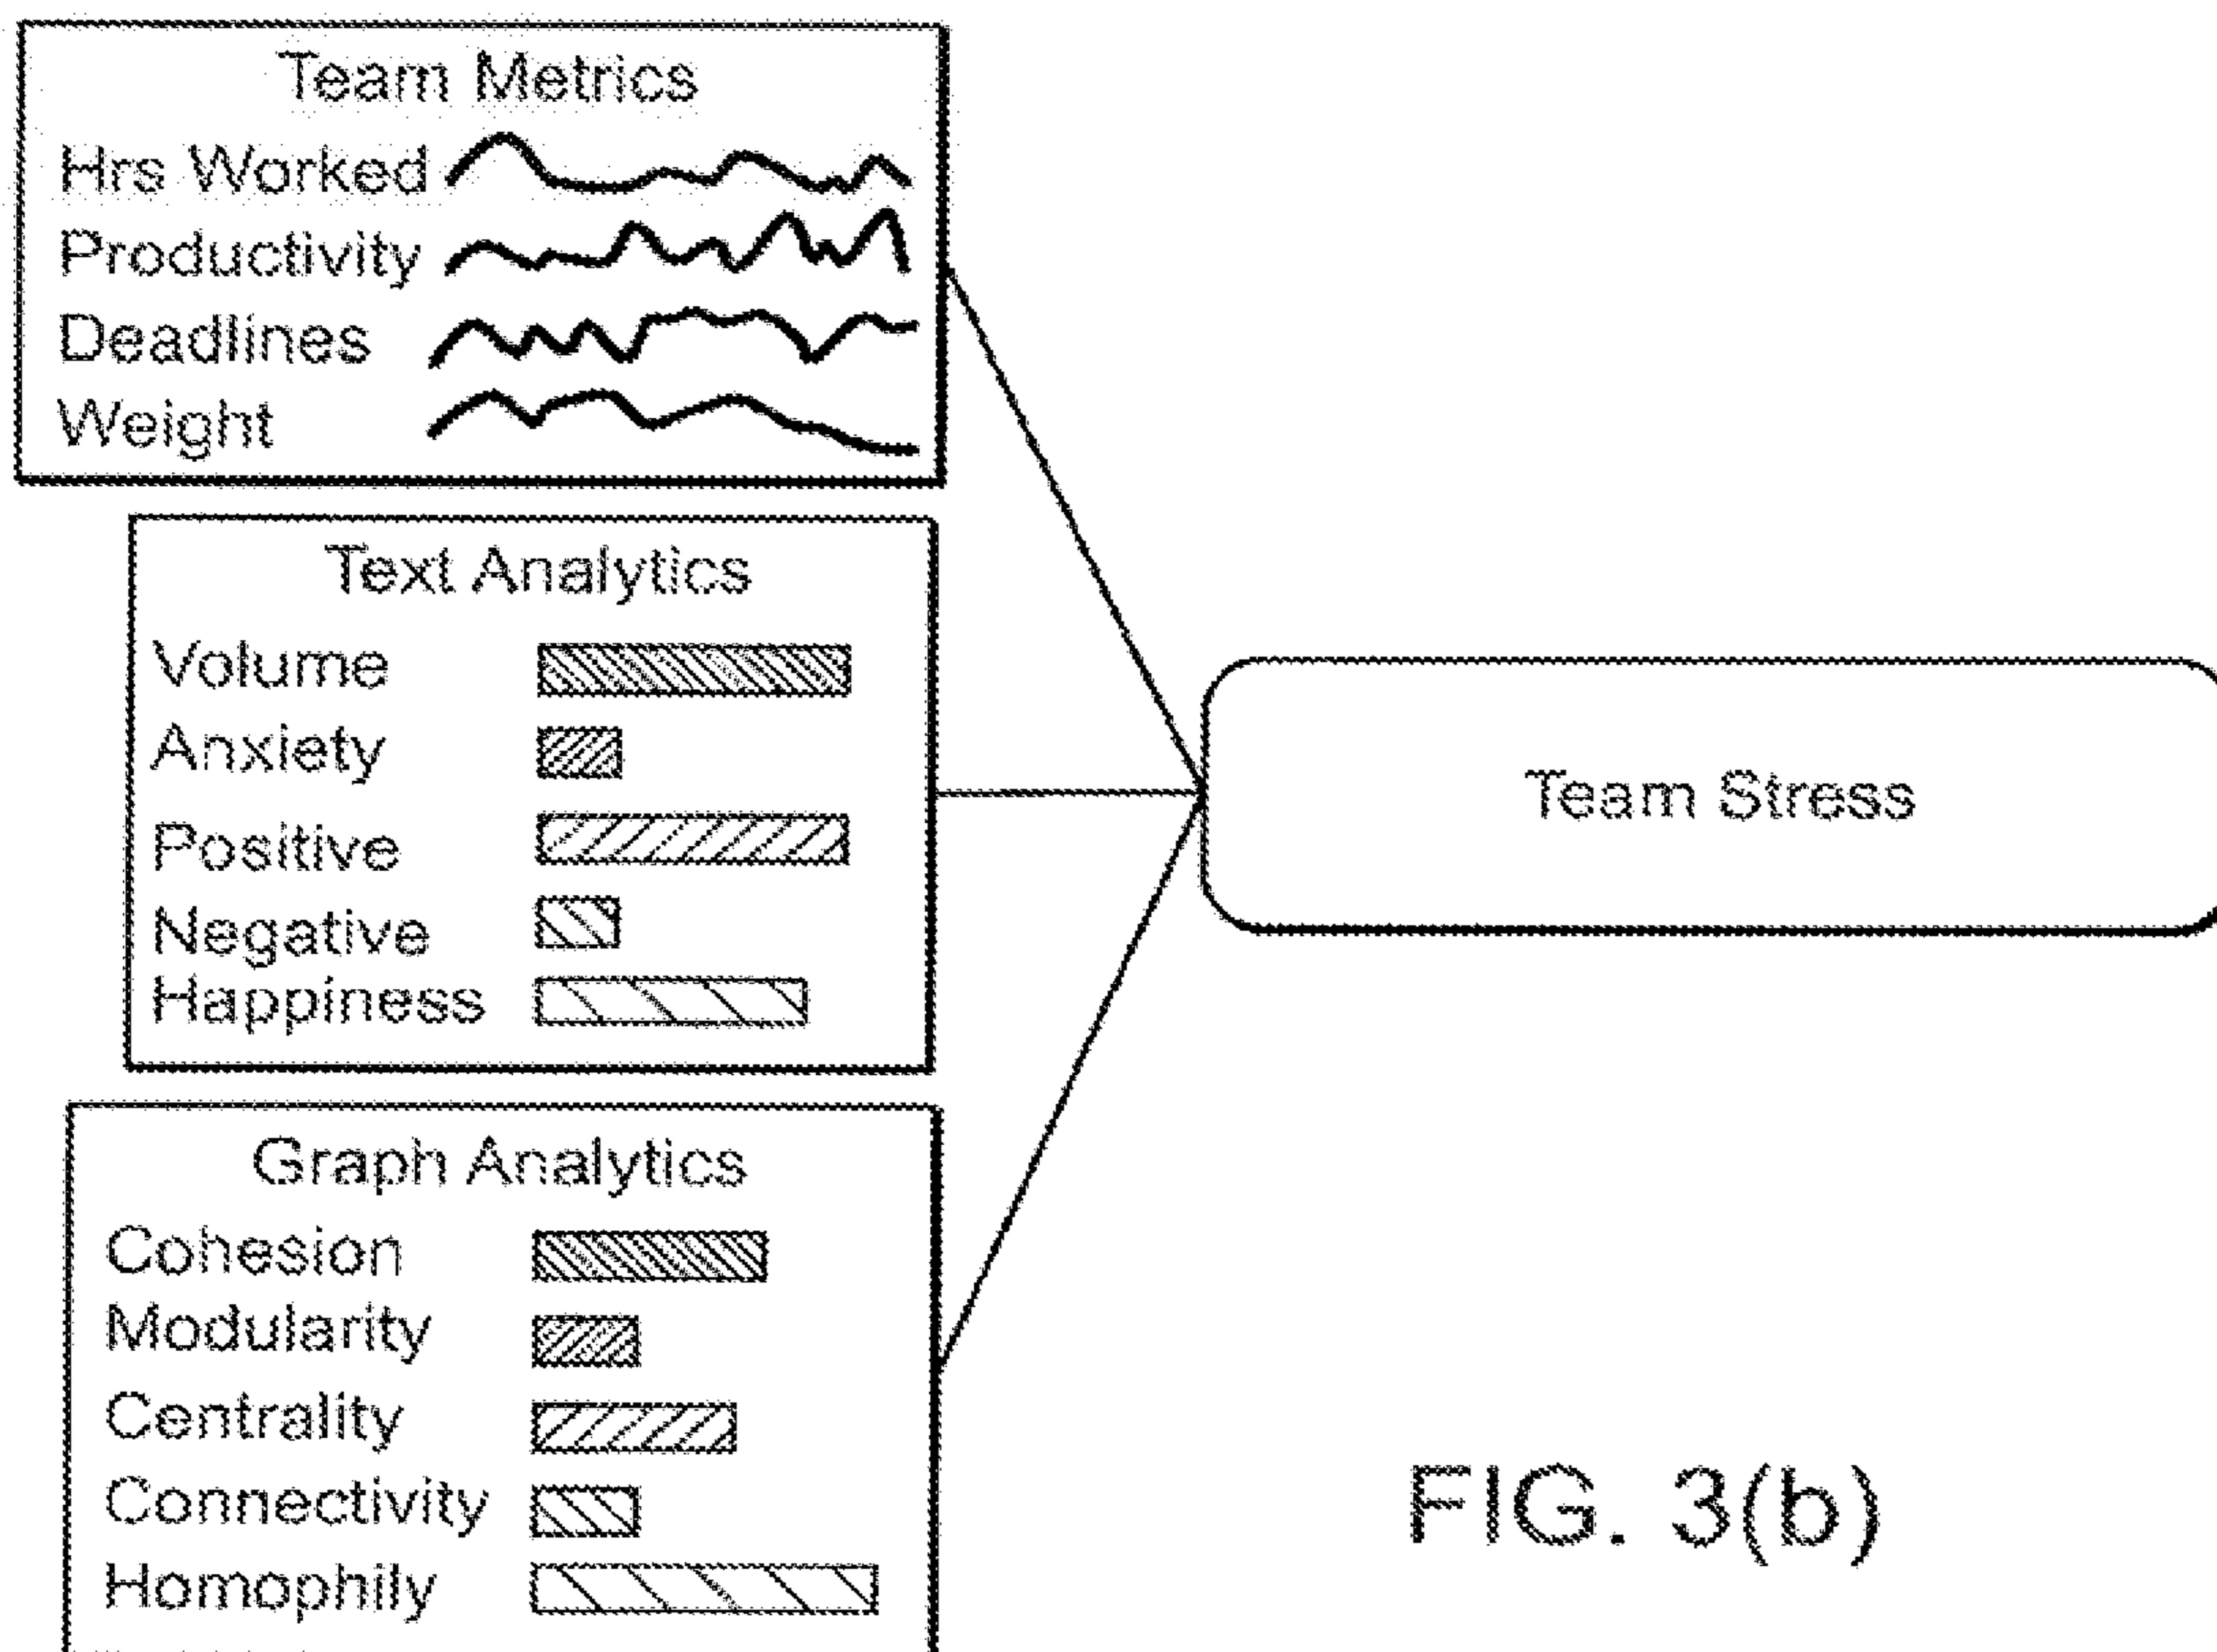 Team Metrics
Hrs Worked
Productivity
Deadlines
Weight
Text Analytics
Volume
Anxiety
Positive
Negative
Happiness
Graph Analytics
Cohesion
Modularity
Centrality
Connectivity
Homophily
Team Stress
FIG. 3(b)